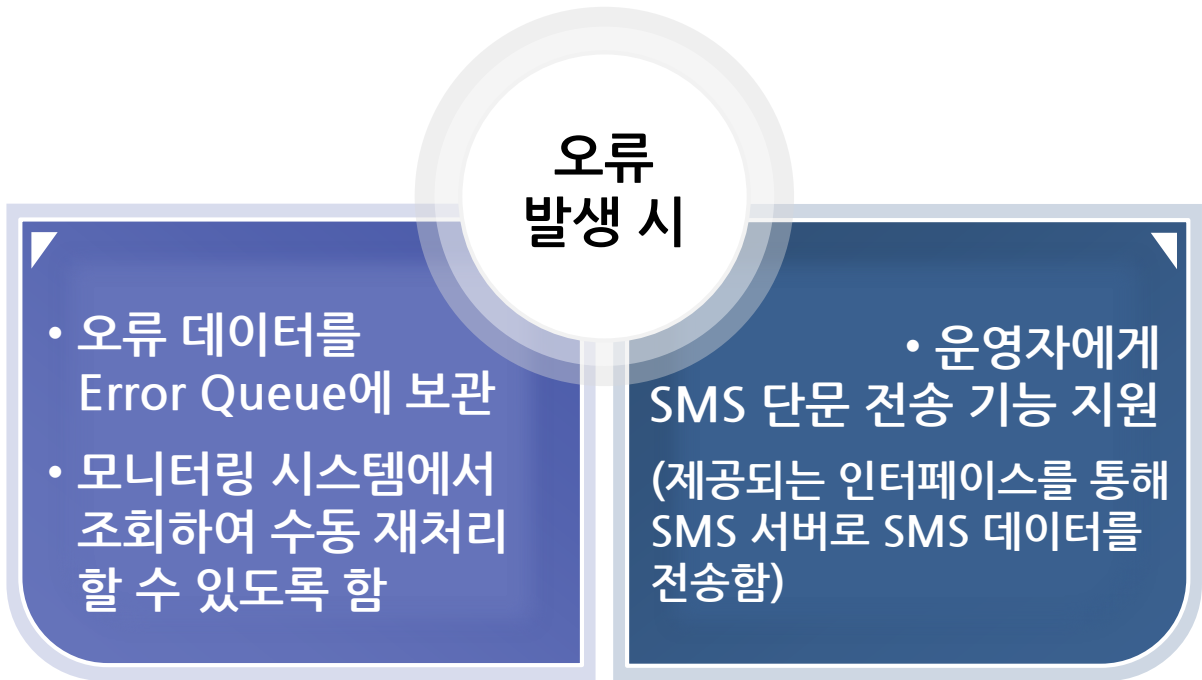 오류
발생 시
• 오류 데이터를
Error Queue에 보관
• 모니터링 시스템에서
조회하여 수동 재처리
할 수 있도록 함
• 운영자에게
SMS 단문 전송 기능 지원
(제공되는 인터페이스를 통해
SMS 서버로 SMS 데이터를
전송함)